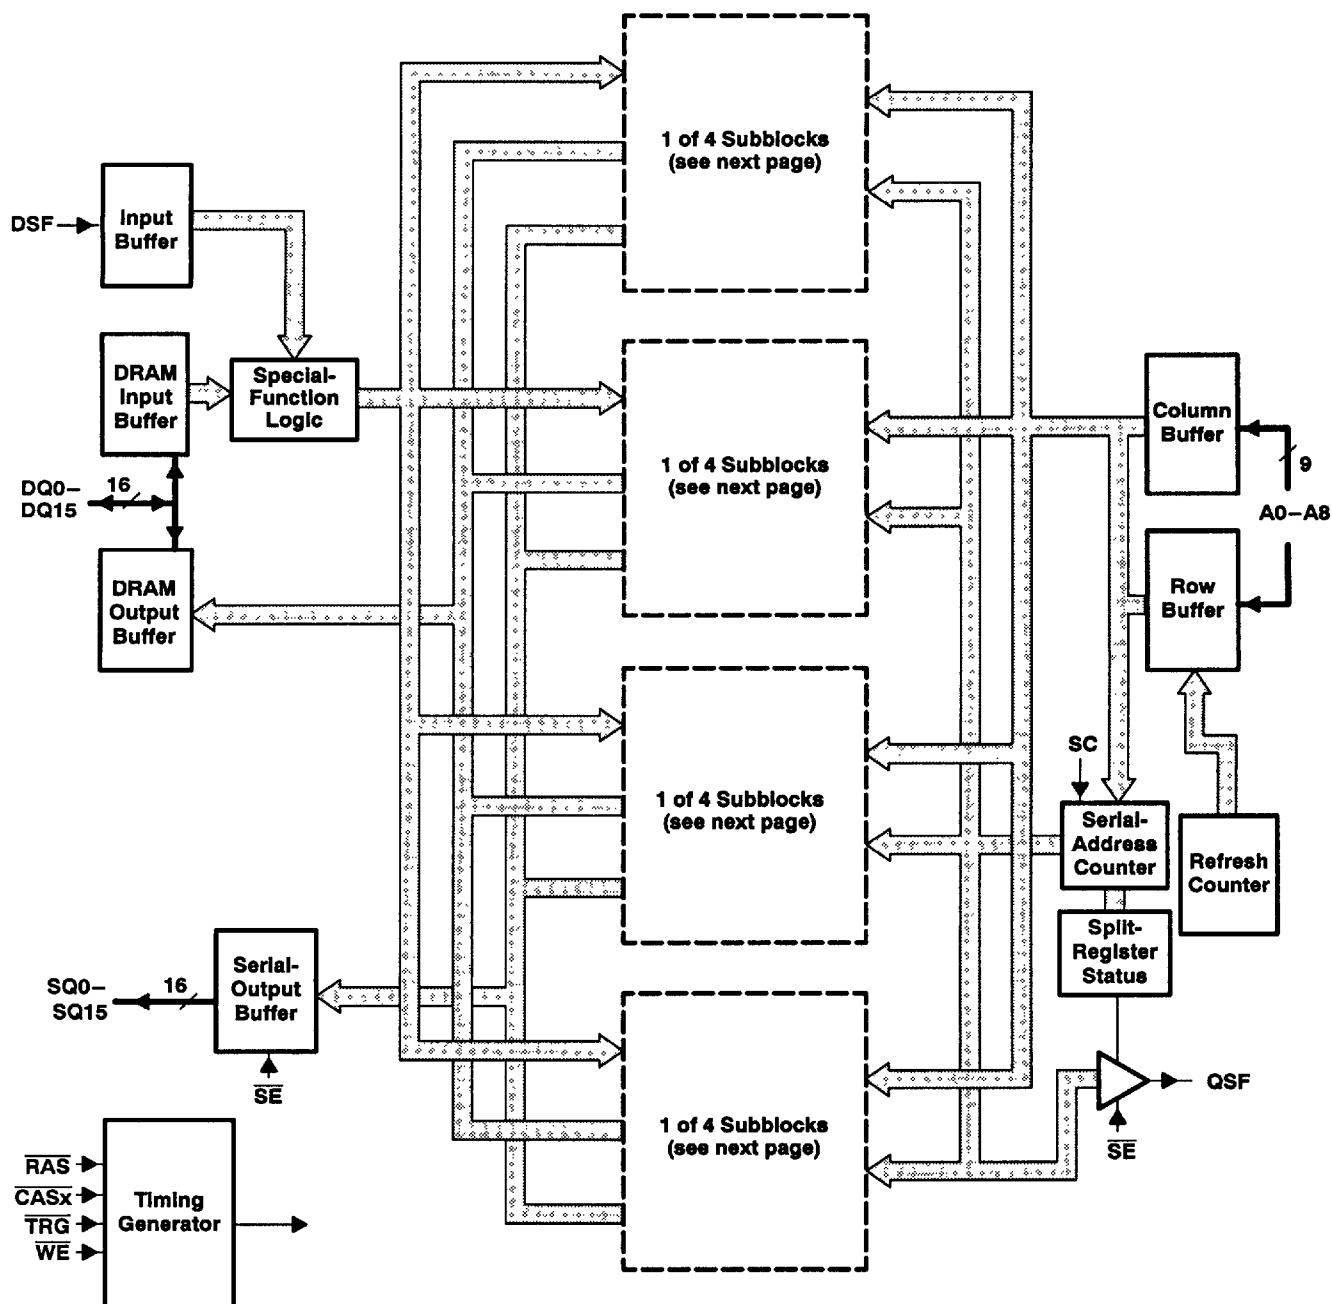 1 of 4 Subblocks
(see next page)
DSF
Input
Buffer
DRAM
Input
Buffer
Special-
Function
Logic
DQ0–
DQ15
16
DRAM
Output
Buffer
1 of 4 Subblocks
(see next page)
Column
Buffer
9
A0–A8
Row
Buffer
1 of 4 Subblocks
(see next page)
SC
Serial-
Address
Counter
Refresh
Counter
Split-
Register
Status
SQ0–
SQ15
16
Serial-
Output
Buffer
SE
1 of 4 Subblocks
(see next page)
QSF
SE
RAS
CASx
TRG
WE
Timing
Generator